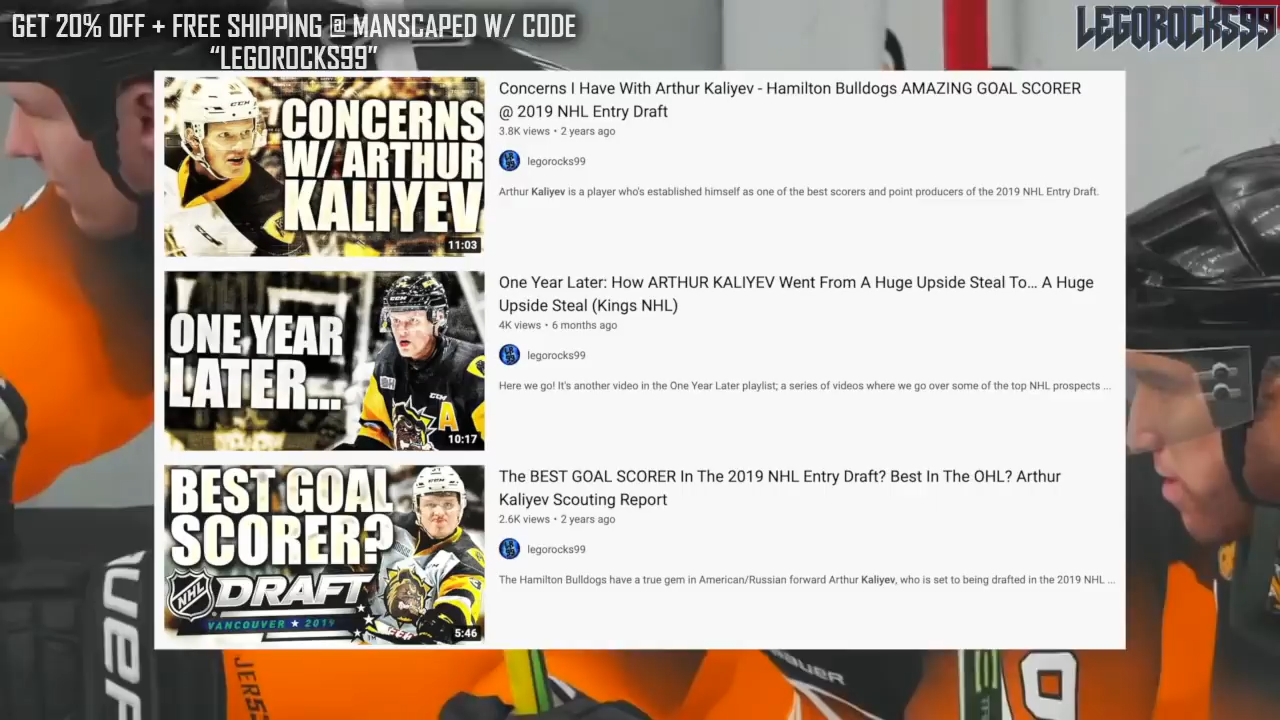 GET 20% OFF + FREE SHIPPING @ MANSCAPED W/ CODE
“LEGOROCKS99”
LEGOROCKS99
CONCERNS
W/ ARTHUR
KALIYEV
CCM
11:03
Concerns I Have With Arthur Kaliyev - Hamilton Bulldogs AMAZING GOAL SCORER
@ 2019 NHL Entry Draft
3.8K views • 2 years ago
legorocks99
Arthur Kaliyev is a player who's established himself as one of the best scorers and point producers of the 2019 NHL Entry Draft.
ONE YEAR
LATER...
CCM
A
10:17
One Year Later: How ARTHUR KALIYEV Went From A Huge Upside Steal To... A Huge
Upside Steal (Kings NHL)
4K views • 6 months ago
legorocks99
Here we go! It's another video in the One Year Later playlist; a series of videos where we go over some of the top NHL prospects ...
BEST GOAL
SCORER?
NHL DRAFT
VANCOUVER ★ 2019
CCM
5:46
The BEST GOAL SCORER In The 2019 NHL Entry Draft? Best In The OHL? Arthur
Kaliyev Scouting Report
2.6K views • 2 years ago
legorocks99
The Hamilton Bulldogs have a true gem in American/Russian forward Arthur Kaliyev, who is set to being drafted in the 2019 NHL ...
BAUER